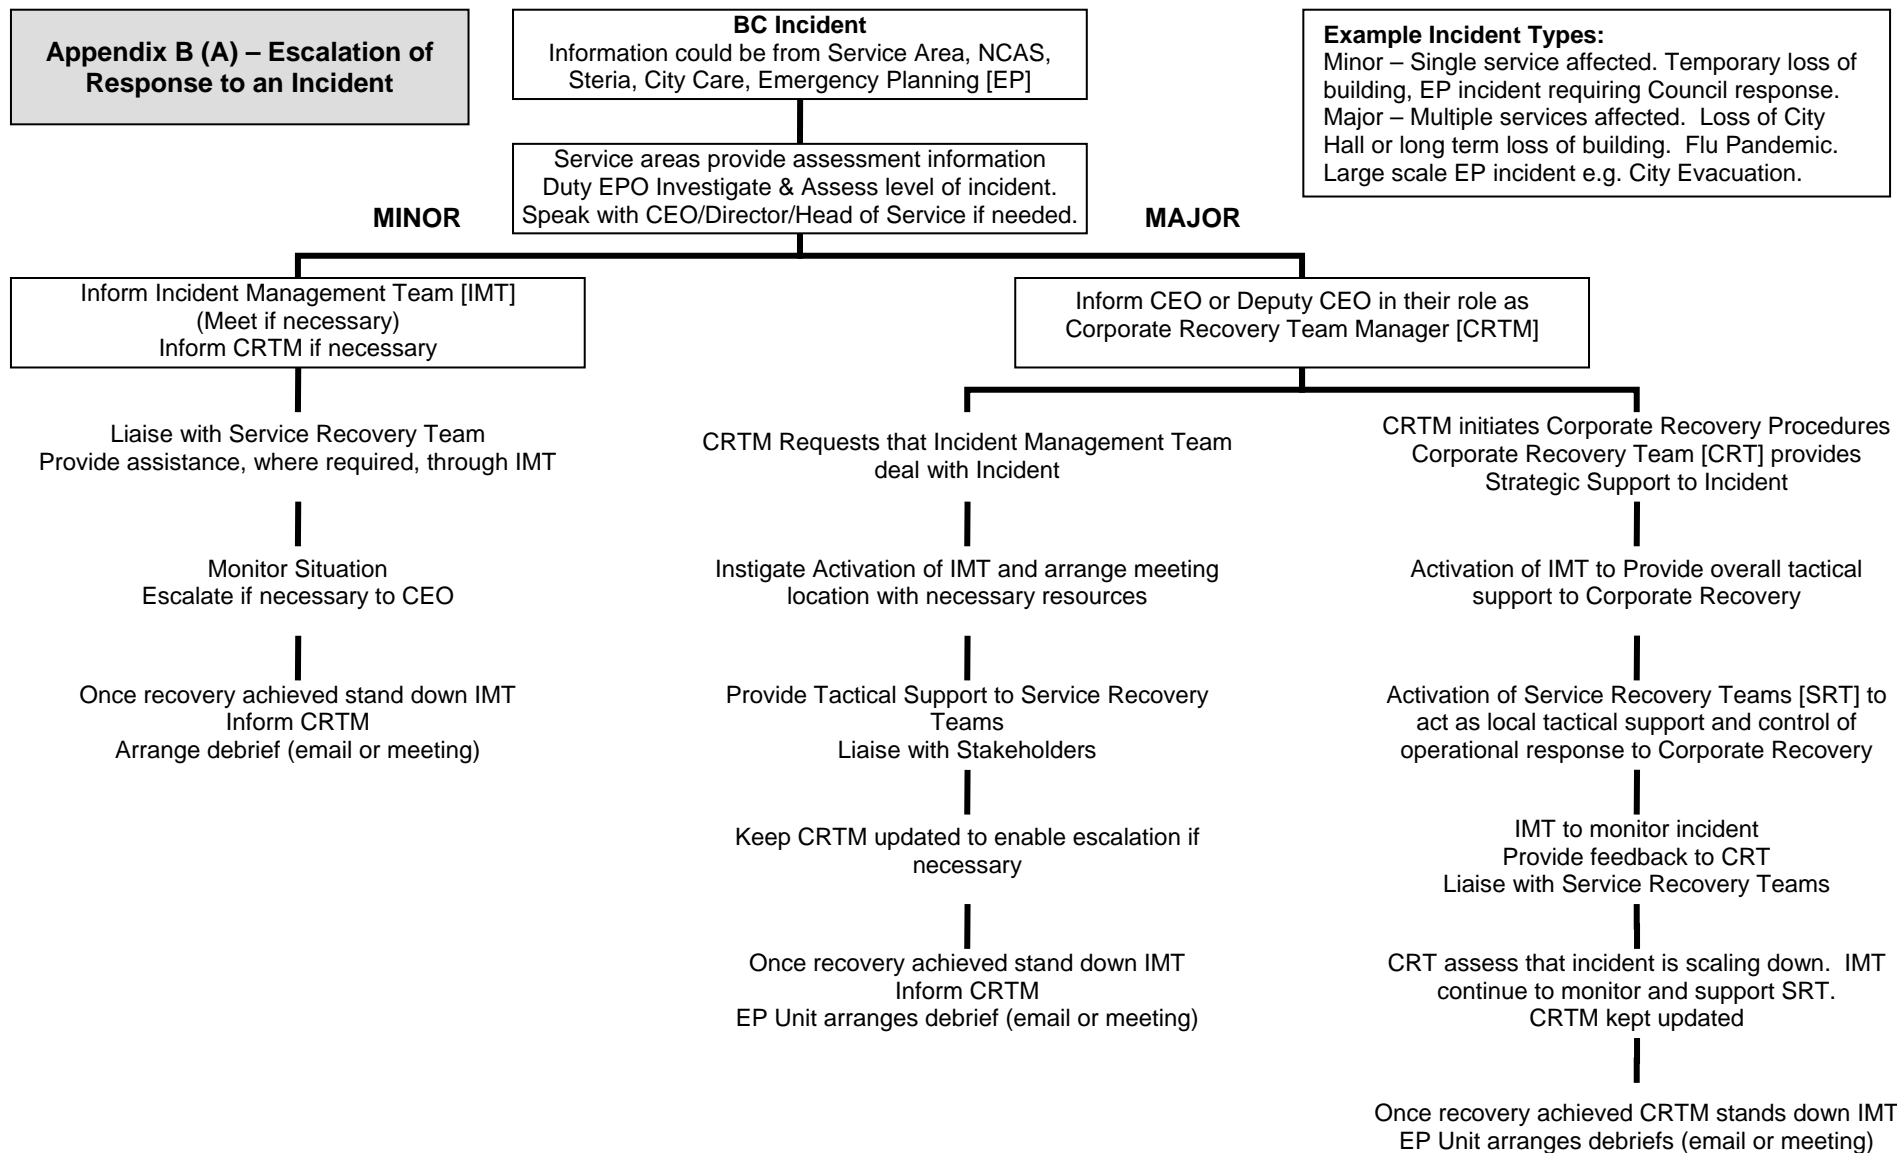 Appendix B (A) – Escalation of
Response to an Incident
BC Incident
Information could be from Service Area, NCAS,
Steria, City Care, Emergency Planning [EP]
Example Incident Types:
Minor – Single service affected. Temporary loss of
building, EP incident requiring Council response.
Major – Multiple services affected.  Loss of City
Hall or long term loss of building.  Flu Pandemic.
Large scale EP incident e.g. City Evacuation.
Service areas provide assessment information
Duty EPO Investigate & Assess level of incident.
Speak with CEO/Director/Head of Service if needed.
MINOR
MAJOR
Inform Incident Management Team [IMT]
(Meet if necessary)
Inform CRTM if necessary
Inform CEO or Deputy CEO in their role as
Corporate Recovery Team Manager [CRTM]
Liaise with Service Recovery Team
Provide assistance, where required, through IMT
Monitor Situation
Escalate if necessary to CEO
Once recovery achieved stand down IMT
Inform CRTM
Arrange debrief (email or meeting)
CRTM Requests that Incident Management Team
deal with Incident
Instigate Activation of IMT and arrange meeting
location with necessary resources
Provide Tactical Support to Service Recovery
Teams
Liaise with Stakeholders
Keep CRTM updated to enable escalation if
necessary
Once recovery achieved stand down IMT
Inform CRTM
EP Unit arranges debrief (email or meeting)
CRTM initiates Corporate Recovery Procedures
Corporate Recovery Team [CRT] provides
Strategic Support to Incident
Activation of IMT to Provide overall tactical
support to Corporate Recovery
Activation of Service Recovery Teams [SRT] to
act as local tactical support and control of
operational response to Corporate Recovery
IMT to monitor incident
Provide feedback to CRT
Liaise with Service Recovery Teams
CRT assess that incident is scaling down.  IMT
continue to monitor and support SRT.
CRTM kept updated
Once recovery achieved CRTM stands down IMT
EP Unit arranges debriefs (email or meeting)